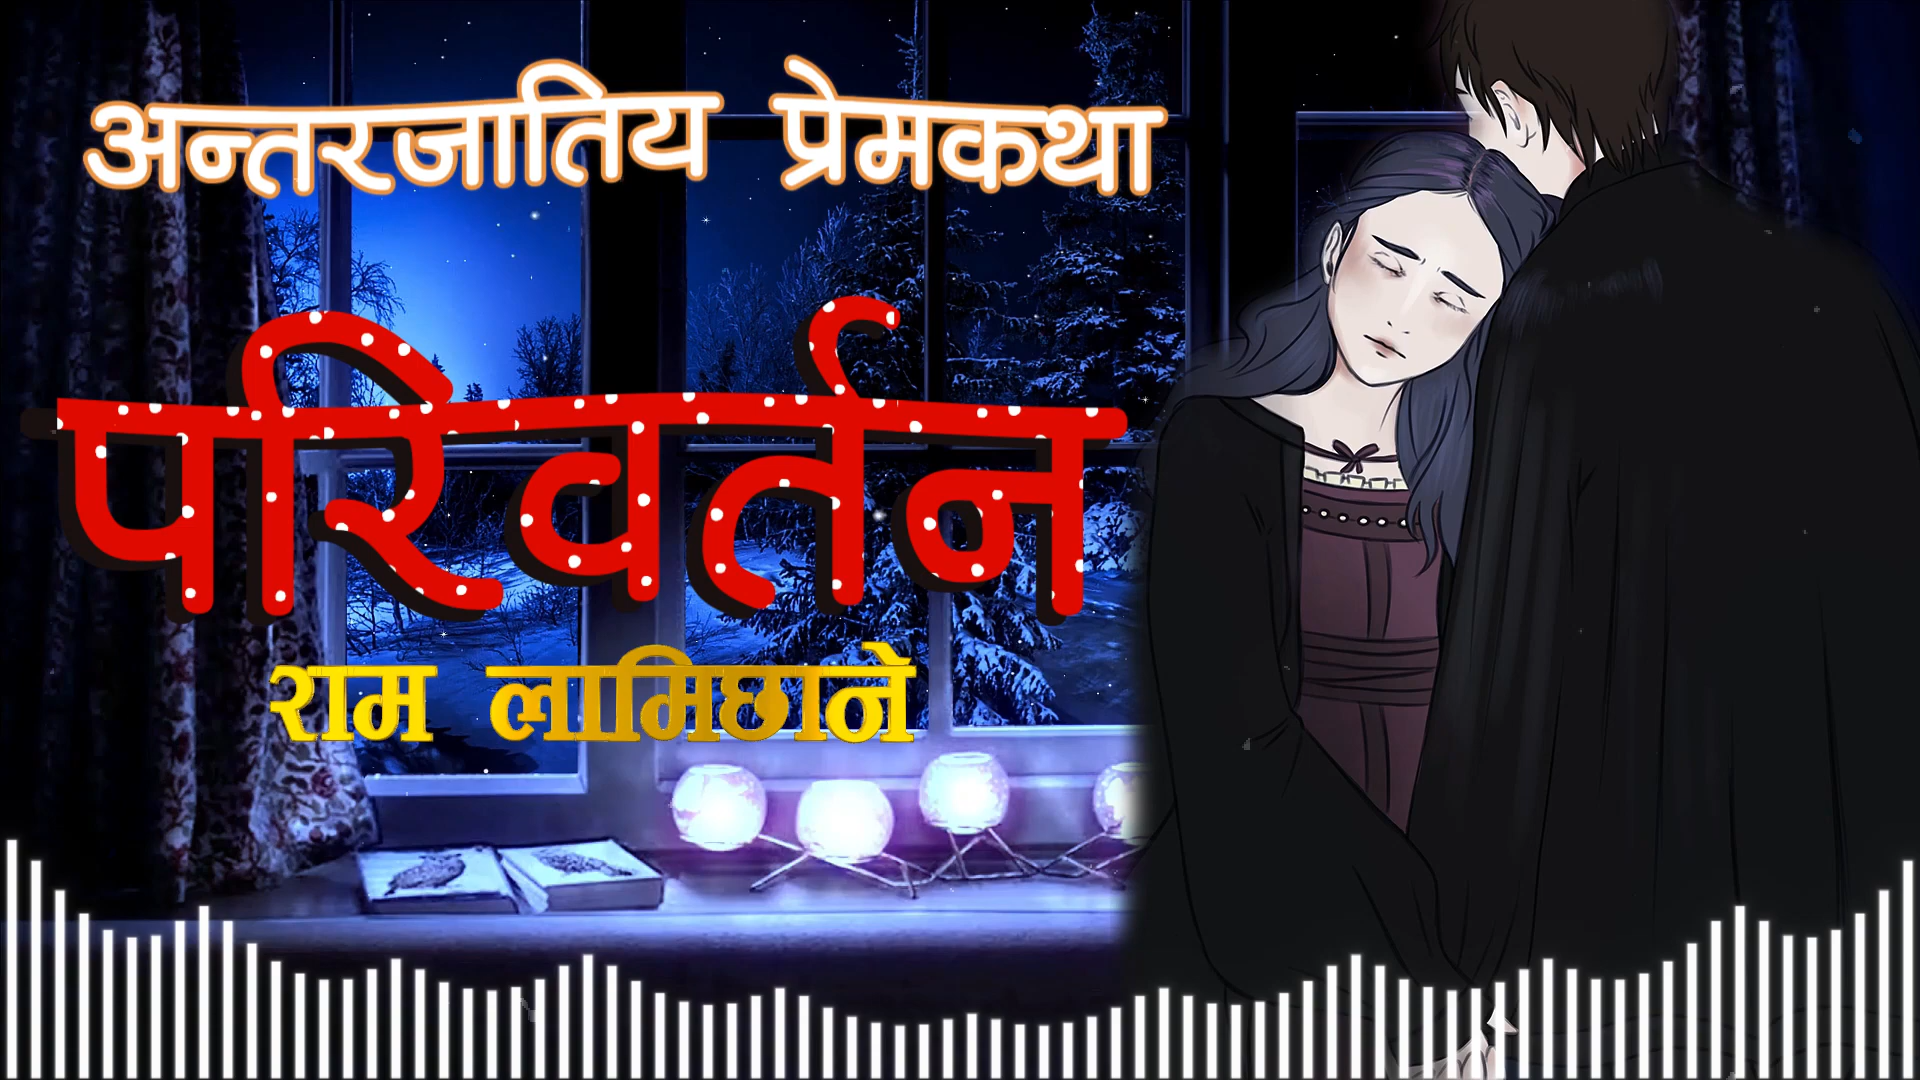 अन्तरजातिय प्रेमकथा
परिवर्तन
राम लामिछाने